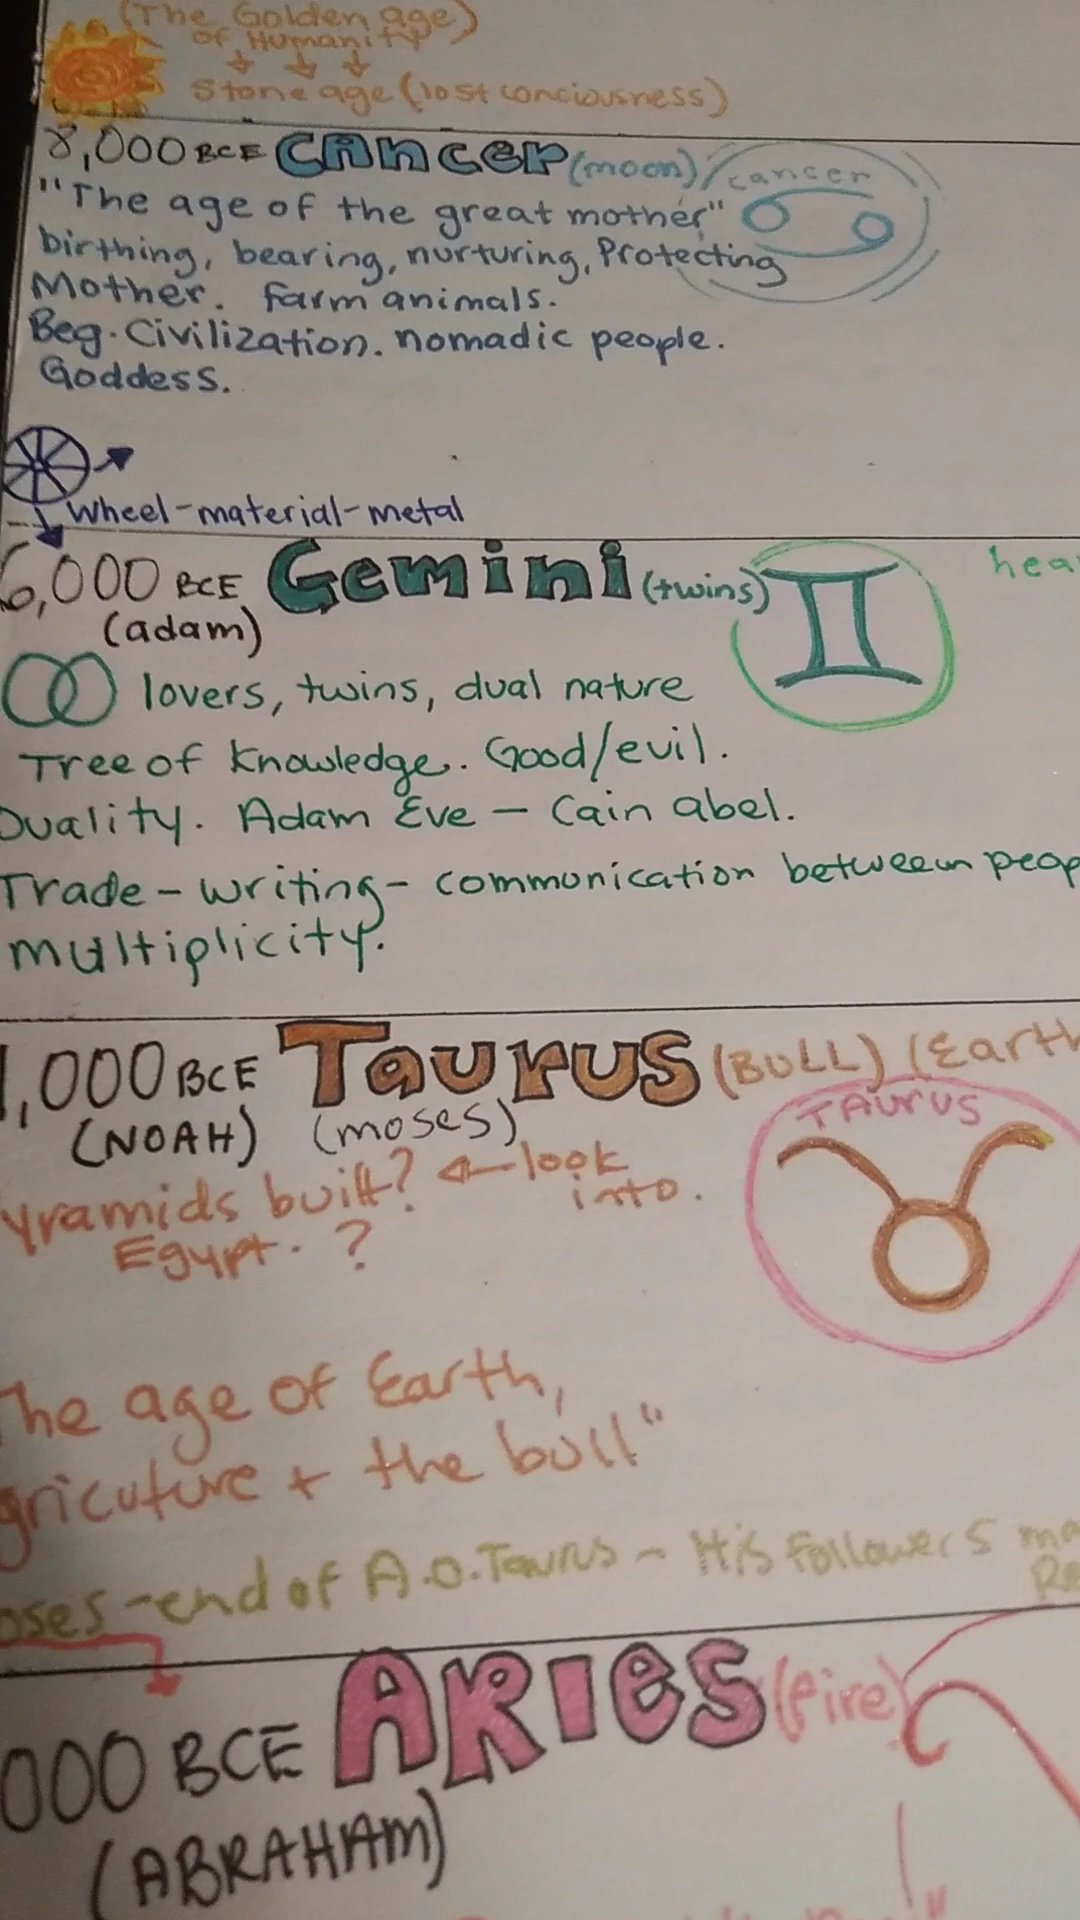 (The Golden age)
of Humanity
Stone age (lost conciousness)
8,000 BCE CANCER (moon)/cancer
"The age of the great mother"
birthing, bearing, nurturing, Protecting
Mother. farm animals.
Beg. Civilization. nomadic people.
Goddess.
Wheel-material-metal
6,000 BCE Gemini (twins)
(adam)
lovers, twins, dual nature
Tree of Knowledge. Good/evil.
Duality. Adam Eve - Cain abel.
Trade - writing - communication between
multiplicity.
,000 BCE Taurus (BULL) (Earth
(NOAH) (moses)
TAURUS
yramids built? look
into.
Egypt. ?
The age of Earth,
gricuture + the bull"
oses - end of A.O.Taurus - His followers
000 BCE ARIES (fire)
(ABRAHAM)